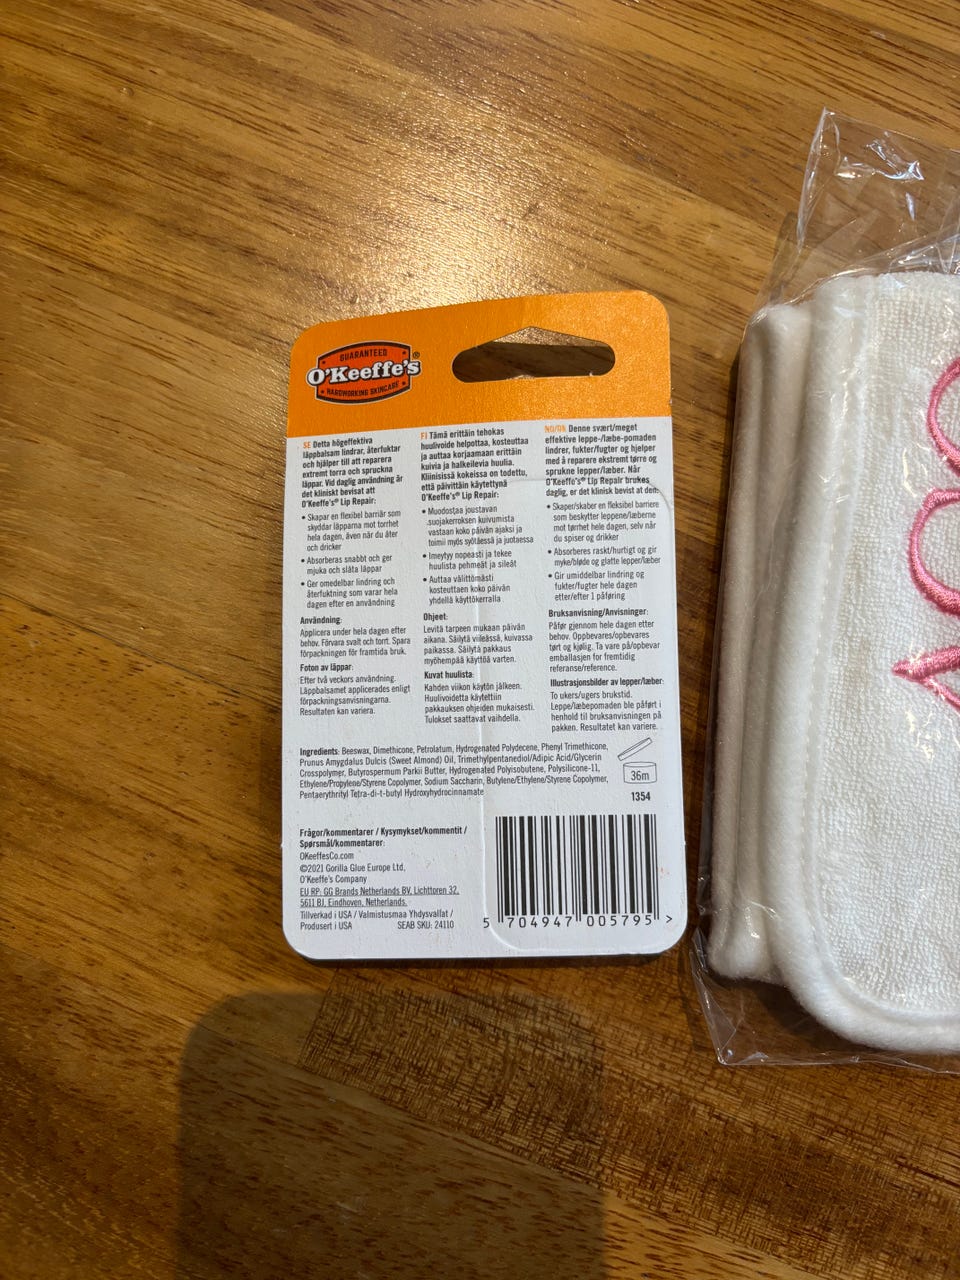 GUARANTEED
O'Keeffe's®
HARDWORKING SKINCARE
SE Detta högeffektiva
läppbalsam lindrar, återfuktar
och hjälper till att reparera
extremt torra och spruckna
läppar. Vid daglig användning är
det kliniskt bevisat att
O'Keeffe's® Lip Repair:
• Skapar en flexibel barriär som
skyddar läpparna mot torrhet
hela dagen, även när du äter
och dricker
• Absorberas snabbt och ger
mjuka och släta läppar
• Ger omedelbar lindring och
återfuktning som varar hela
dagen efter en användning
Användning:
Applicera under hela dagen efter
behov. Förvara svalt och torrt. Spara
förpackningen för framtida bruk.
Foton av läppar:
Efter två veckors användning.
Läppbalsamet applicerades enligt
förpackningsanvisningarna.
Resultaten kan variera.
FI Tämä erittäin tehokas
huulivoide helpottaa, kosteuttaa
ja auttaa korjaamaan erittäin
kuivia ja halkeilevia huulia.
Kliinisissä kokeissa on todettu,
että päivittäin käytettynä
O'Keeffe's® Lip Repair:
• Muodostaa joustavan
suojakerroksen kuivumista
vastaan koko päivän ajaksi ja
toimii myös syötäessä ja juotaessa
• Imeytyy nopeasti ja tekee
huulista pehmeät ja sileät
• Auttaa välittömästi
kosteuttaen koko päivän
yhdellä käyttökerralla
Ohjeet:
Levitä tarpeen mukaan päivän
aikana. Säilytä viileässä, kuivassa
paikassa. Säilytä pakkaus
myöhempää käyttöä varten.
Kuvat huulista:
Kahden viikon käytön jälkeen.
Huulivoidetta käytettiin
pakkauksen ohjeiden mukaisesti.
Tulokset saattavat vaihdella.
NO/DK Denne svært/meget
effektive leppe-/læbe-pomaden
lindrer, fukter/fugter og hjelper
med å reparere ekstremt tørre og
sprukne lepper/læber. Når
O'Keeffe's® Lip Repair brukes
daglig, er det klinisk bevist at den:
• Skaper/skaber en fleksibel barriere
som beskytter leppene/læberne
mot tørrhet hele dagen, selv når
du spiser og drikker
• Absorberes raskt/hurtigt og gir
myke/bløde og glatte lepper/læber
• Gir umiddelbar lindring og
fukter/fugter hele dagen
etter/efter 1 påføring
Bruksanvisning/Anvisninger:
Påfør gjennom hele dagen etter
behov. Oppbevares/opbevares
tørt og kjølig. Ta vare på/opbevar
emballasjen for fremtidig
referanse/reference.
Illustrasjonsbilder av lepper/læber:
To ukers/ugers brukstid.
Leppe/læbepomaden ble påført i
henhold til bruksanvisningen på
pakken. Resultatet kan variere.
Ingredients: Beeswax, Dimethicone, Petrolatum, Hydrogenated Polydecene, Phenyl Trimethicone,
Prunus Amygdalus Dulcis (Sweet Almond) Oil, Trimethylpentanediol/Adipic Acid/Glycerin
Crosspolymer, Butyrospermum Parkii Butter, Hydrogenated Polyisobutene, Polysilicone-11,
Ethylene/Propylene/Styrene Copolymer, Sodium Saccharin, Butylene/Ethylene/Styrene Copolymer,
Pentaerythrityl Tetra-di-t-butyl Hydroxyhydrocinnamate
36m
1354
Frågor/kommentarer / Kysymykset/kommentit /
Spørsmål/kommentarer:
OKeeffesCo.com
©2021 Gorilla Glue Europe Ltd,
O'Keeffe's Company
EU RP: GG Brands Netherlands BV, Lichttoren 32,
5611 BJ, Eindhoven, Netherlands.
Tillverkad i USA / Valmistusmaa Yhdysvallat /
Produsert i USA SEAB SKU: 24110
5 704947 005795 >